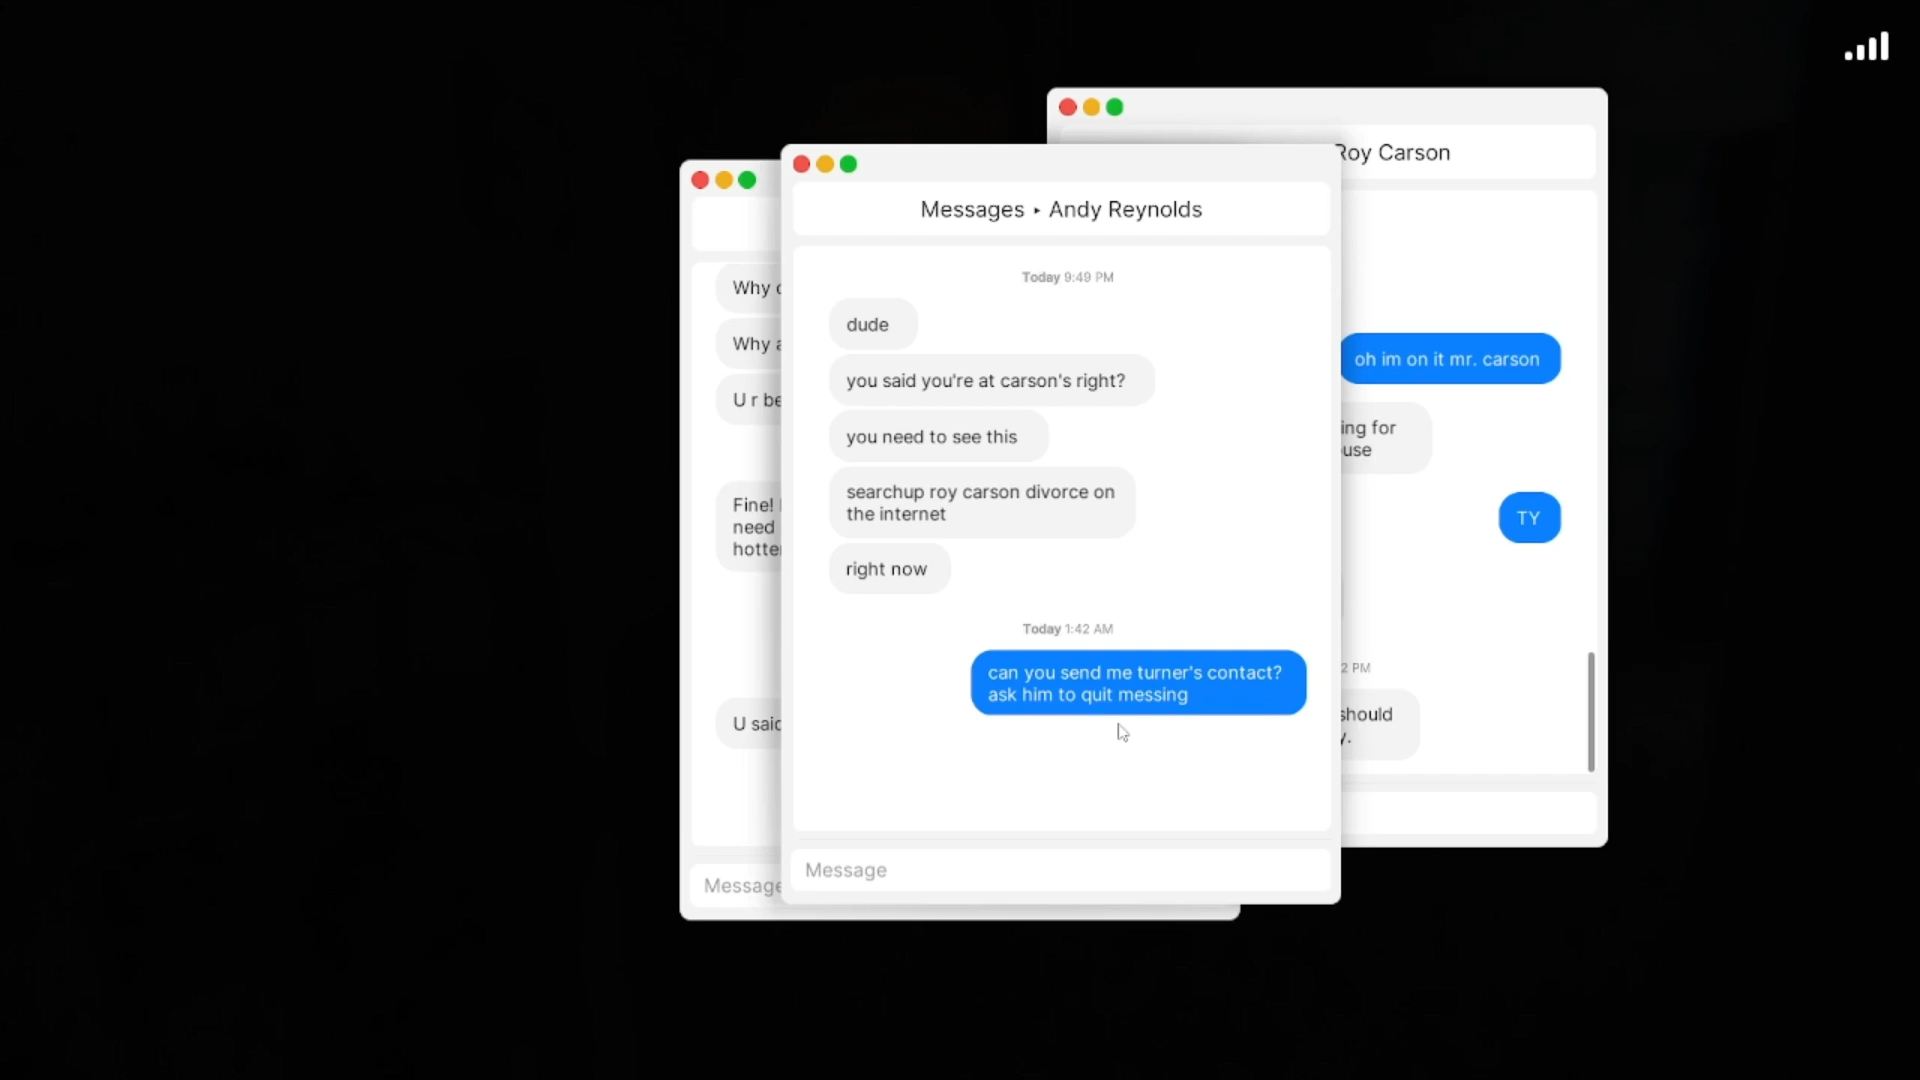 Why
Why
U r
Fine!
need
U said
Message
Messages ‣ Andy Reynolds
Today 9:49 PM
dude
you said you're at carson's right?
you need to see this
searchup roy carson divorce on
the internet
right now
Today 1:42 AM
can you send me turner's contact?
ask him to quit messing
Message
Roy Carson
oh im on it mr. carson
for
TY
PM
should